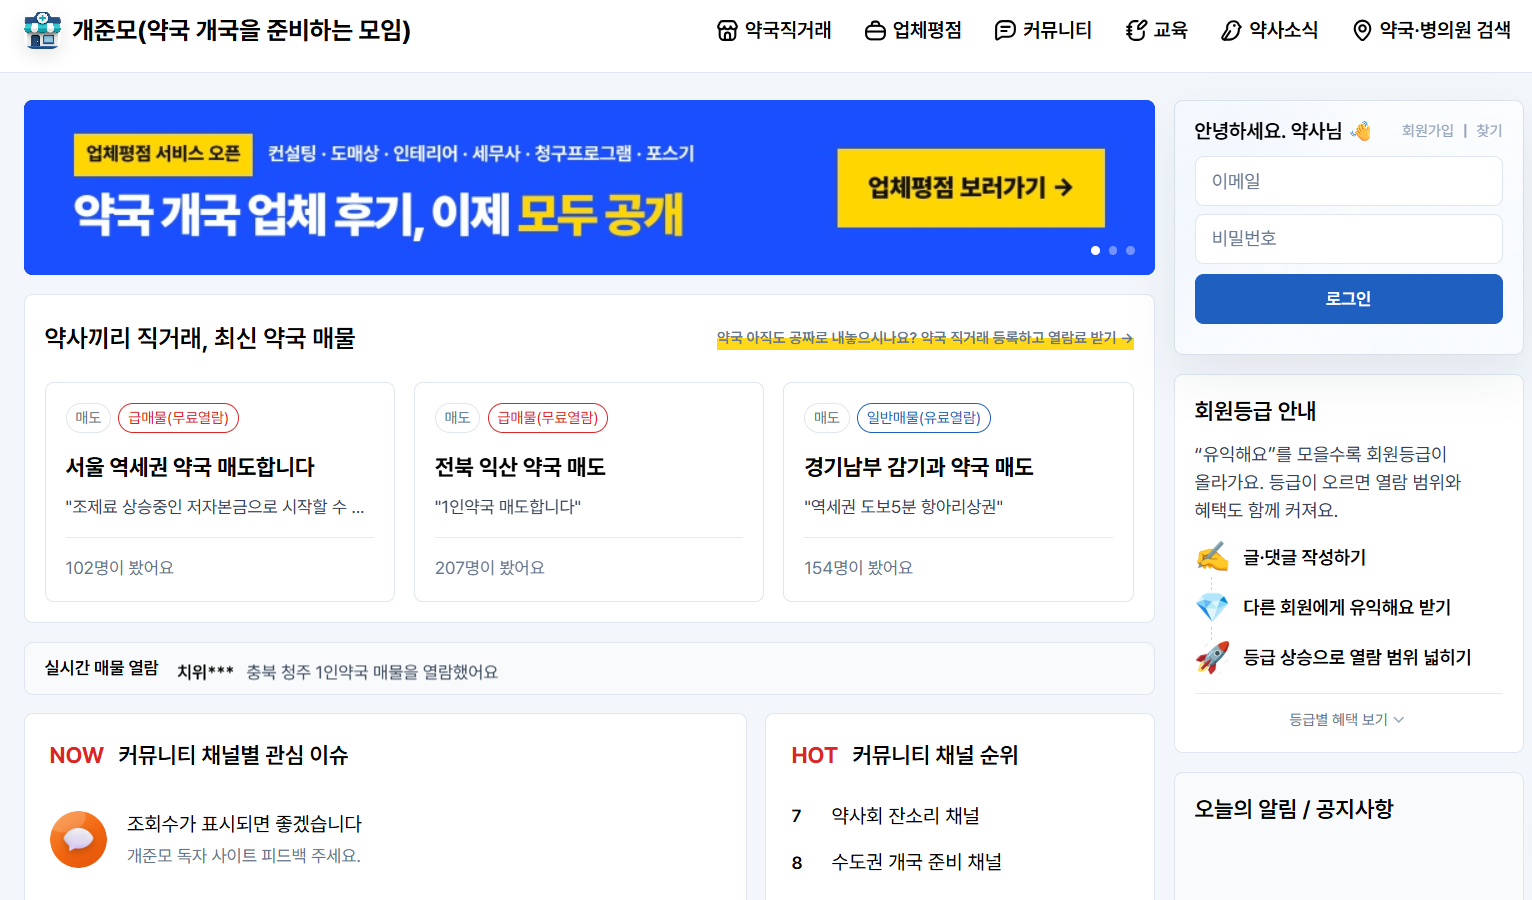 개준모(약국 개국을 준비하는 모임)
약국직거래
업체평점
커뮤니티
교육
약사소식
약국·병의원 검색
업체평점 서비스 오픈
컨설팅 · 도매상 · 인테리어 · 세무사 · 청구프로그램 · 포스기
약국 개국 업체 후기, 이제 모두 공개
업체평점 보러가기 →
안녕하세요. 약사님 👋
회원가입 | 찾기
이메일
비밀번호
로그인
약사끼리 직거래, 최신 약국 매물
약국 아직도 공짜로 내놓으시나요? 약국 직거래 등록하고 열람료 받기 →
매도 급매물(무료열람)
서울 역세권 약국 매도합니다
"조제료 상승중인 저자본금으로 시작할 수 ...
102명이 봤어요
매도 급매물(무료열람)
전북 익산 약국 매도
"1인약국 매도합니다"
207명이 봤어요
매도 일반매물(유료열람)
경기남부 감기과 약국 매도
"역세권 도보5분 항아리상권"
154명이 봤어요
회원등급 안내
“유익해요”를 모을수록 회원등급이
올라가요. 등급이 오르면 열람 범위와
혜택도 함께 커져요.
글·댓글 작성하기
다른 회원에게 유익해요 받기
등급 상승으로 열람 범위 넓히기
등급별 혜택 보기
실시간 매물 열람
치위*** 충북 청주 1인약국 매물을 열람했어요
NOW 커뮤니티 채널별 관심 이슈
조회수가 표시되면 좋겠습니다
개준모 독자 사이트 피드백 주세요.
HOT 커뮤니티 채널 순위
7 약사회 잔소리 채널
8 수도권 개국 준비 채널
오늘의 알림 / 공지사항